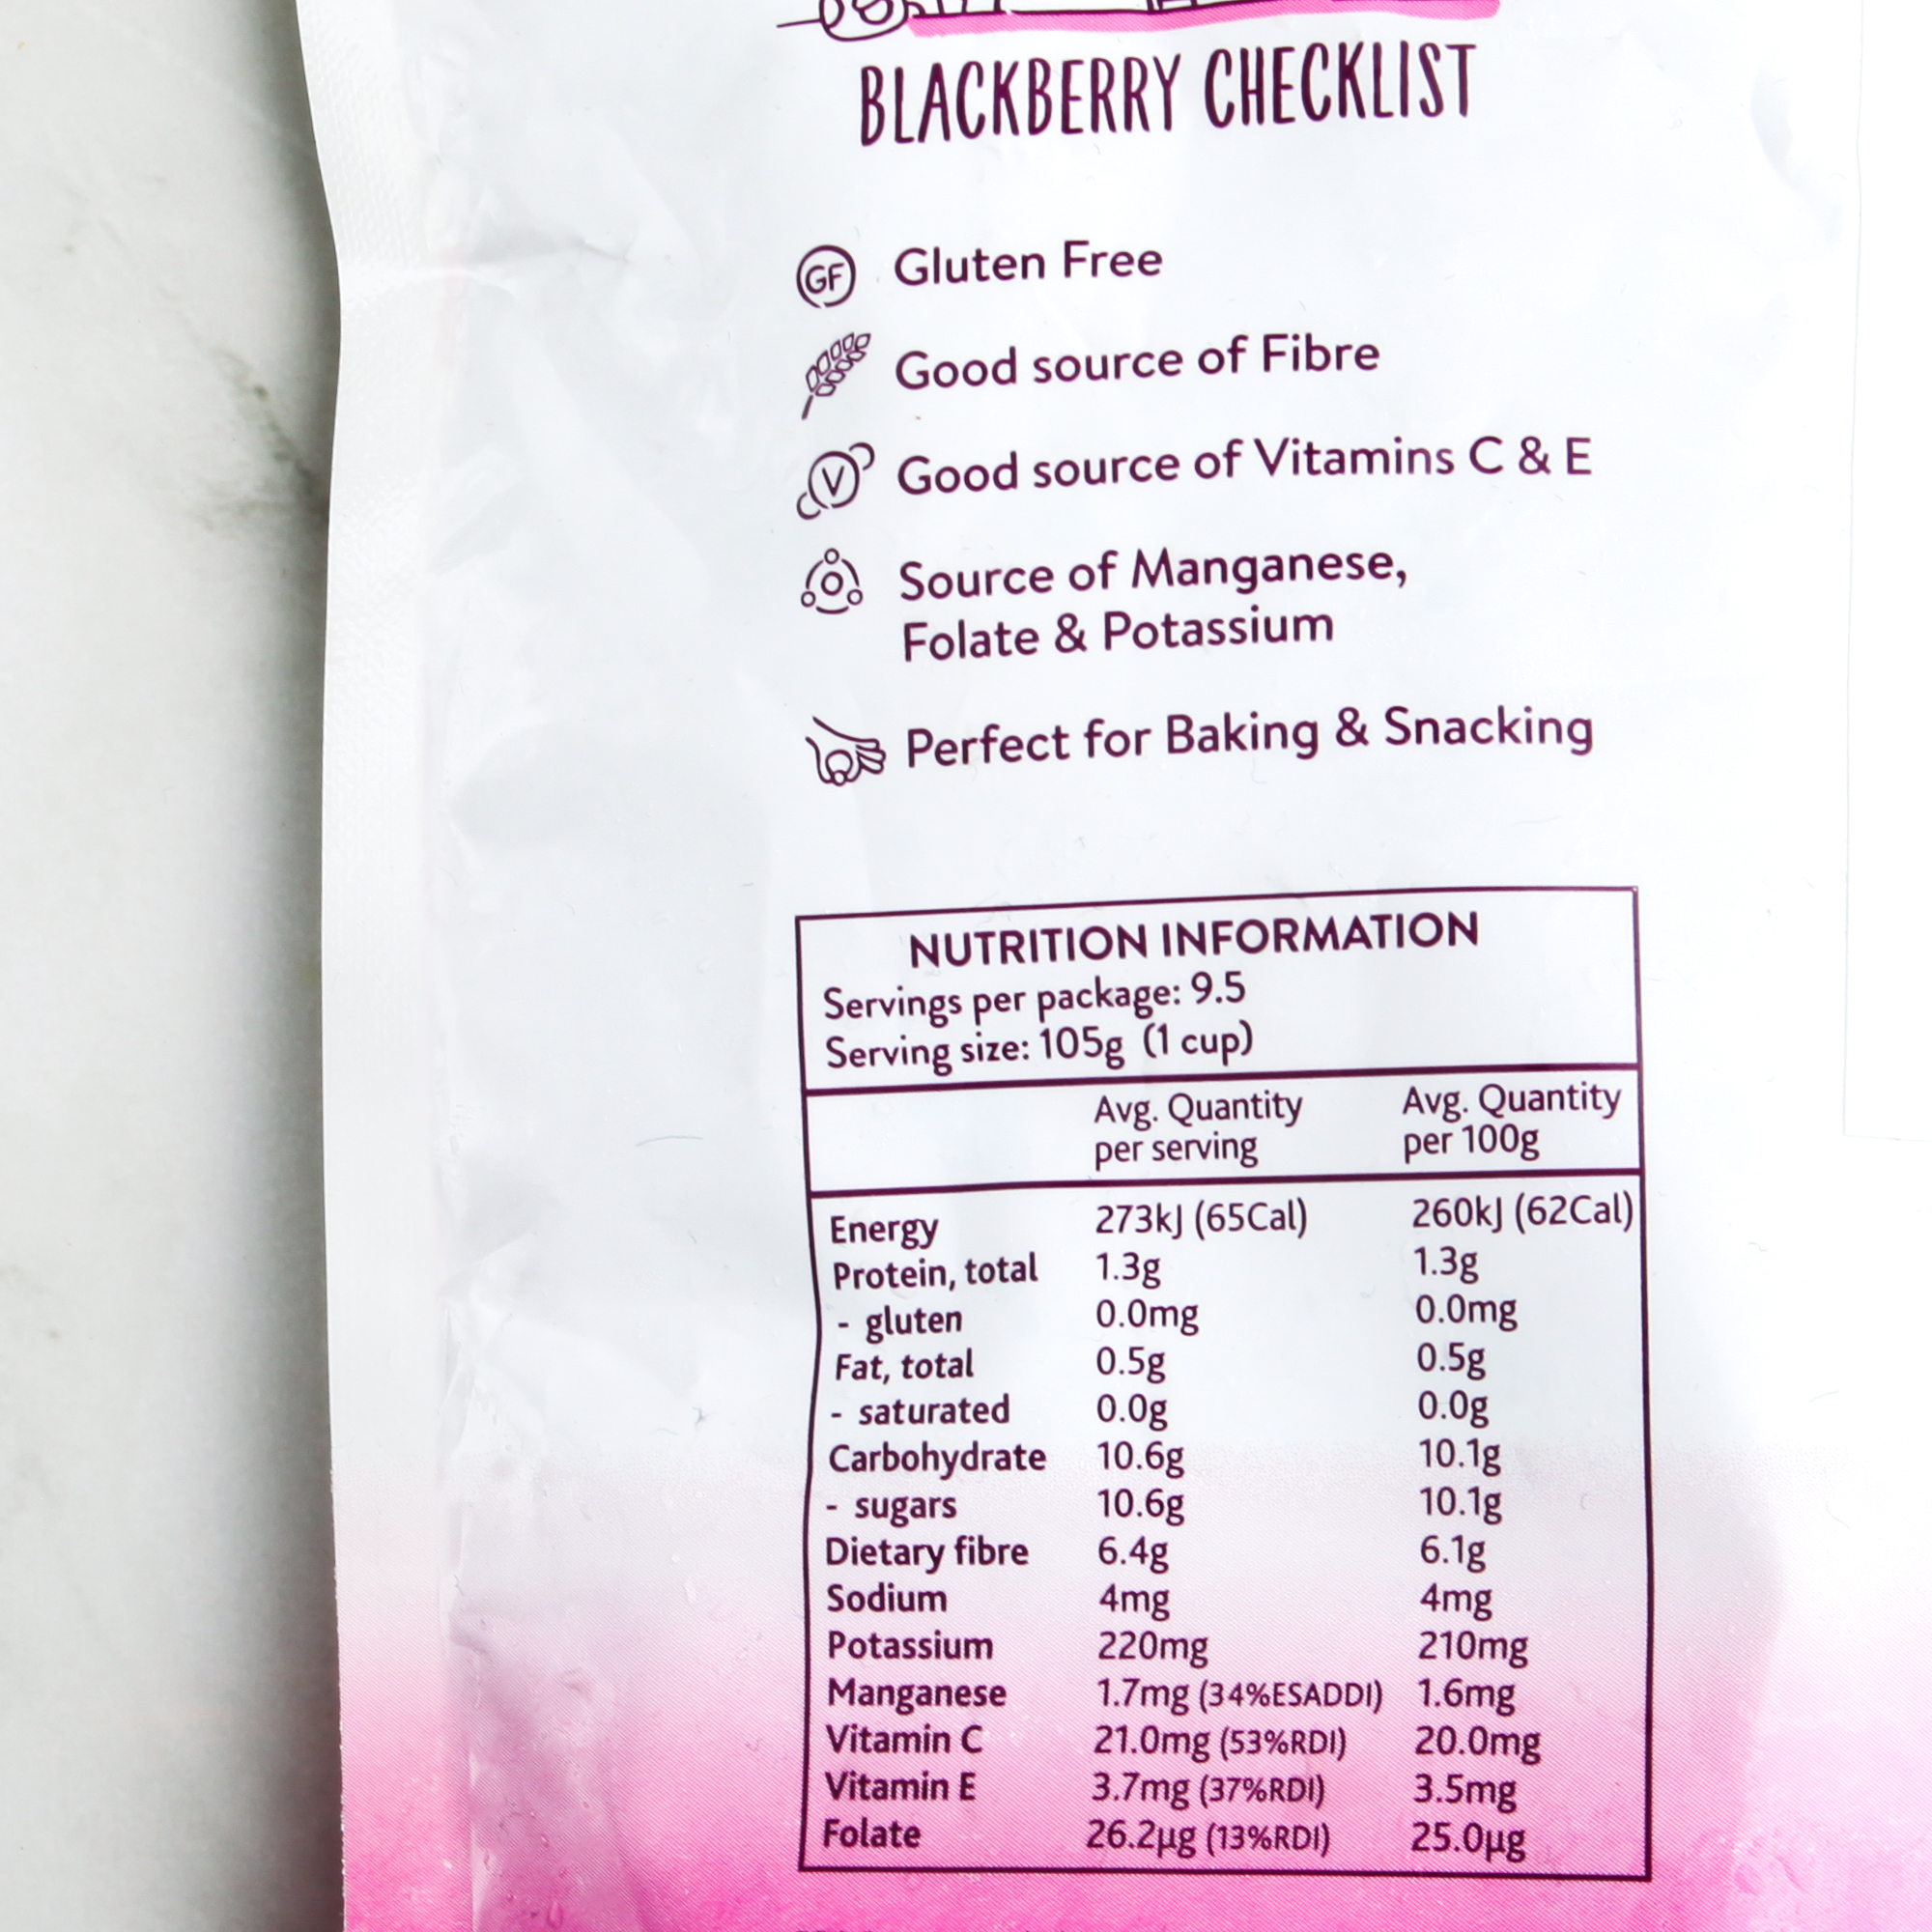 BLACKBERRY CHECKLIST
GF Gluten Free
Good source of Fibre
V Good source of Vitamins C & E
Source of Manganese,
Folate & Potassium
Perfect for Baking & Snacking
NUTRITION INFORMATION
Servings per package: 9.5
Serving size: 105g (1 cup)
Avg. Quantity Avg. Quantity
per serving per 100g
Energy 273kJ (65Cal) 260kJ (62Cal)
Protein, total 1.3g 1.3g
- gluten 0.0mg 0.0mg
Fat, total 0.5g 0.5g
- saturated 0.0g 0.0g
Carbohydrate 10.6g 10.1g
- sugars 10.6g 10.1g
Dietary fibre 6.4g 6.1g
Sodium 4mg 4mg
Potassium 220mg 210mg
Manganese 1.7mg (34%ESADDI) 1.6mg
Vitamin C 21.0mg (53%RDI) 20.0mg
Vitamin E 3.7mg (37%RDI) 3.5mg
Folate 26.2µg (13%RDI) 25.0µg